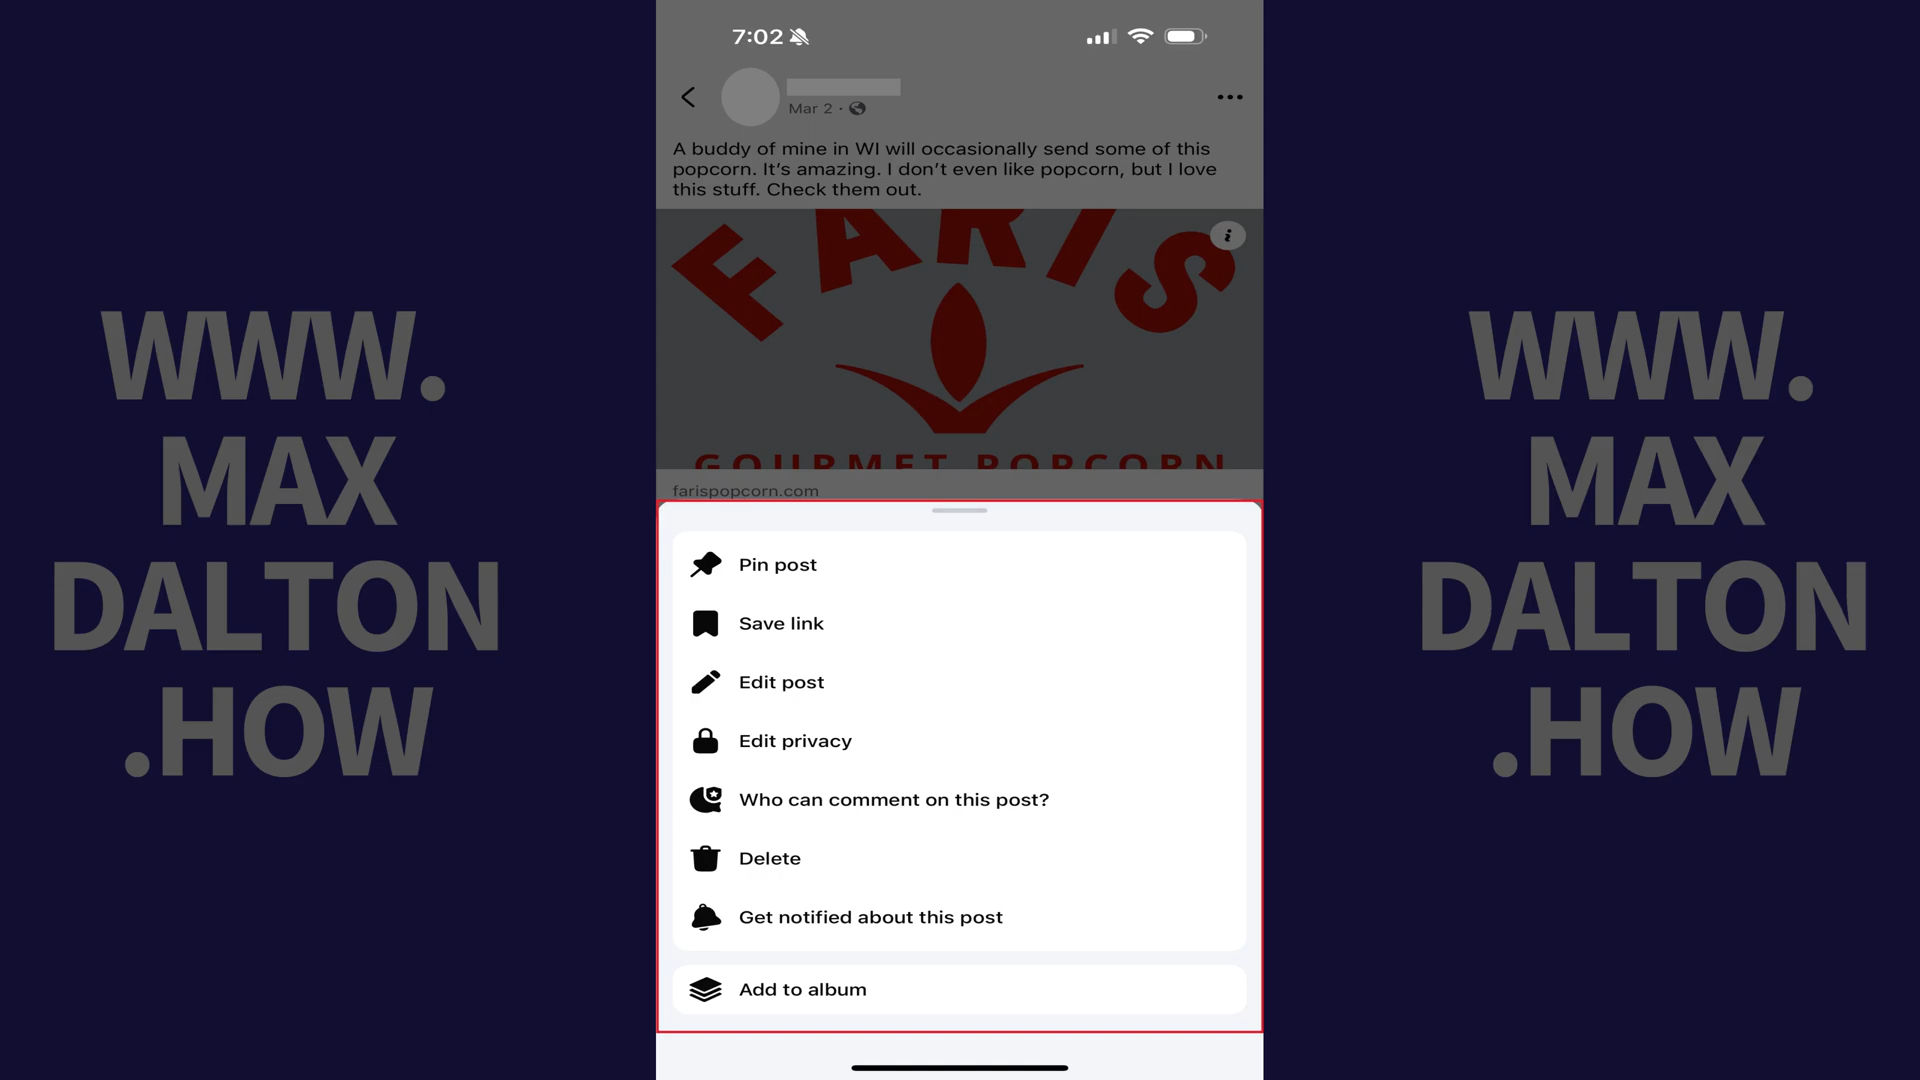 WWW.
MAX
DALTON
.HOW
7:02
Mar 2 ·
A buddy of mine in WI will occasionally send some of this
popcorn. It’s amazing. I don’t even like popcorn, but I love
this stuff. Check them out.
FARIS
i
GOURMET POPCORN
farispopcorn.com
Pin post
Save link
Edit post
Edit privacy
Who can comment on this post?
Delete
Get notified about this post
Add to album
WWW.
MAX
DALTON
.HOW